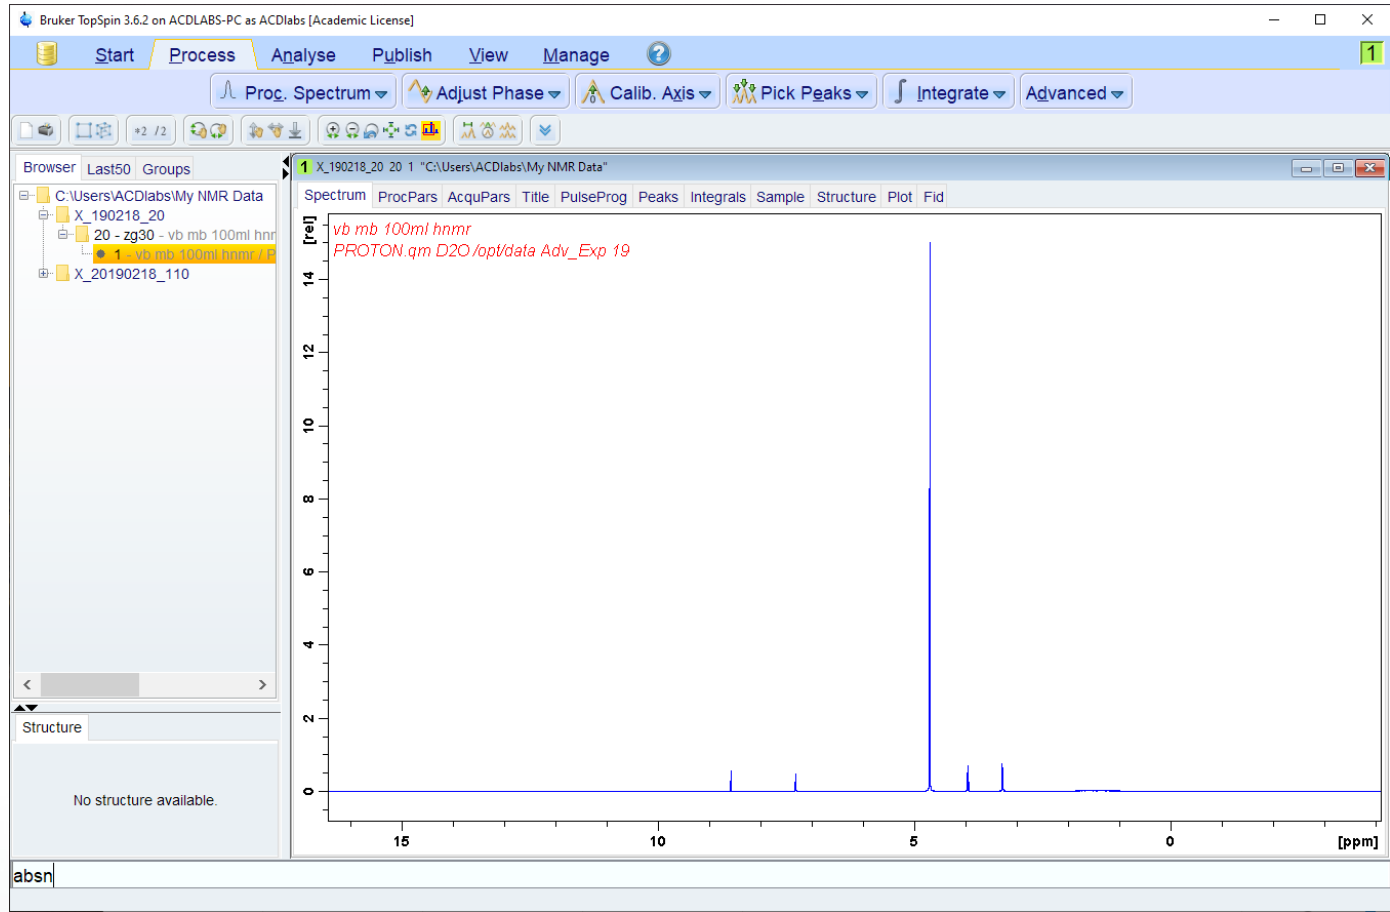 Bruker TopSpin 3.6.2 on ACDLABS-PC as ACDlabs [Academic License]
Start Process Analyse Publish View Manage ? 1
Proc. Spectrum Adjust Phase Calib. Axis Pick Peaks Integrate Advanced
*2 /2
Browser Last50 Groups
1 X_190218_20 20 1 "C:\Users\ACDlabs\My NMR Data"
C:\Users\ACDlabs\My NMR Data
X_190218_20
20 - zg30 - vb mb 100ml hnr
1 - vb mb 100ml hnmr / P
X_20190218_110
Spectrum ProcPars AcquPars Title PulseProg Peaks Integrals Sample Structure Plot Fid
[rel]
vb mb 100ml hnmr
PROTON.qm D2O /opt/data Adv_Exp 19
14
12
10
8
6
4
2
0
15 10 5 0 [ppm]
Structure
No structure available.
absn